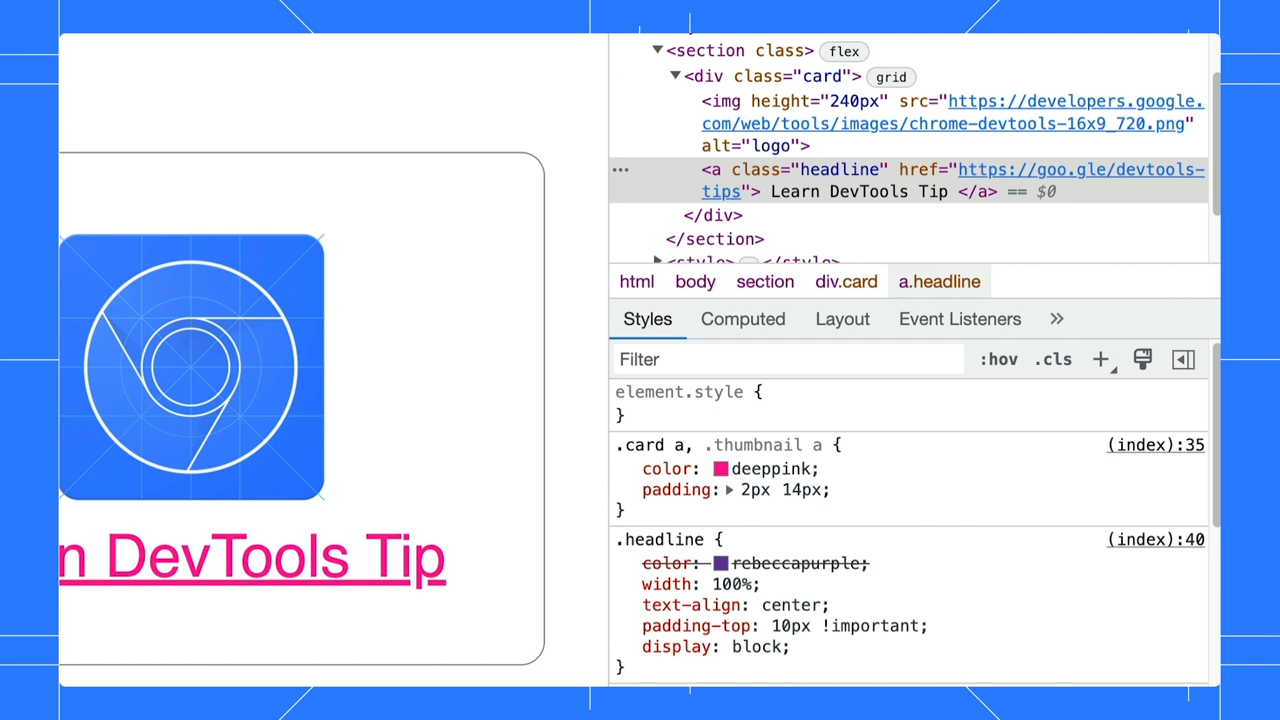 n DevTools Tip
<section class> flex
<div class="card"> grid
<img height="240px" src="https://developers.google.
com/web/tools/images/chrome-devtools-16x9_720.png"
alt="logo">
<a class="headline" href="https://goo.gle/devtools-
tips"> Learn DevTools Tip </a> == $0
</div>
</section>
<style>…</style>
html body section div.card a.headline
Styles Computed Layout Event Listeners »
Filter :hov .cls +
element.style {
}
.card a, .thumbnail a { (index):35
color: deeppink;
padding: 2px 14px;
}
.headline { (index):40
color: rebeccapurple;
width: 100%;
text-align: center;
padding-top: 10px !important;
display: block;
}